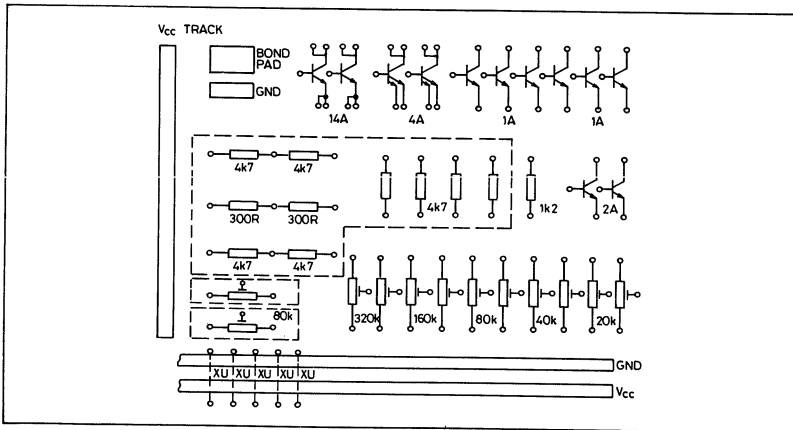 Vcc TRACK
BOND PAD
GND
14A 4A 1A 1A
4k7 4k7
300R 300R
4k7 1k2 2A
4k7 4k7
80k
320k 160k 80k 40k 20k
XU XU XU XU XU
GND
Vcc